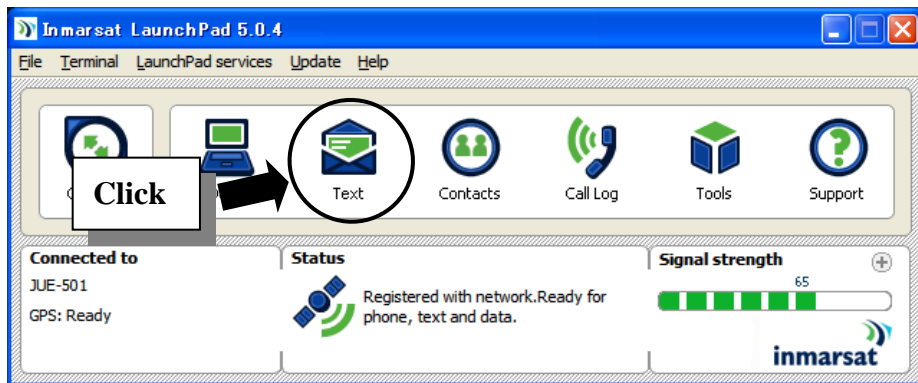 Inmarsat LaunchPad 5.0.4
File Terminal LaunchPad services Update Help
Click
Text
Contacts
Call Log
Tools
Support
Connected to
JUE-501
GPS: Ready
Status
Registered with network.Ready for
phone, text and data.
Signal strength
65
inmarsat